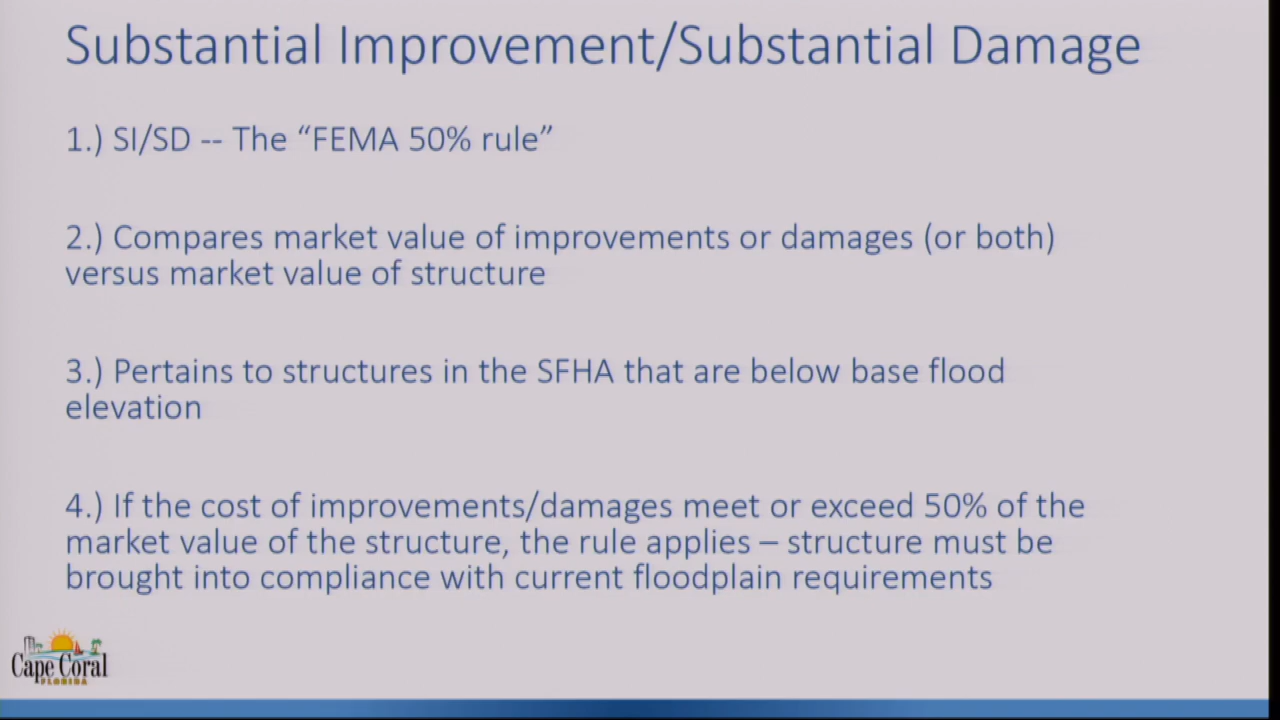 Substantial Improvement/Substantial Damage
1.) SI/SD -- The “FEMA 50% rule”
2.) Compares market value of improvements or damages (or both)
versus market value of structure
3.) Pertains to structures in the SFHA that are below base flood
elevation
4.) If the cost of improvements/damages meet or exceed 50% of the
market value of the structure, the rule applies – structure must be
brought into compliance with current floodplain requirements
Cape Coral
FLORIDA